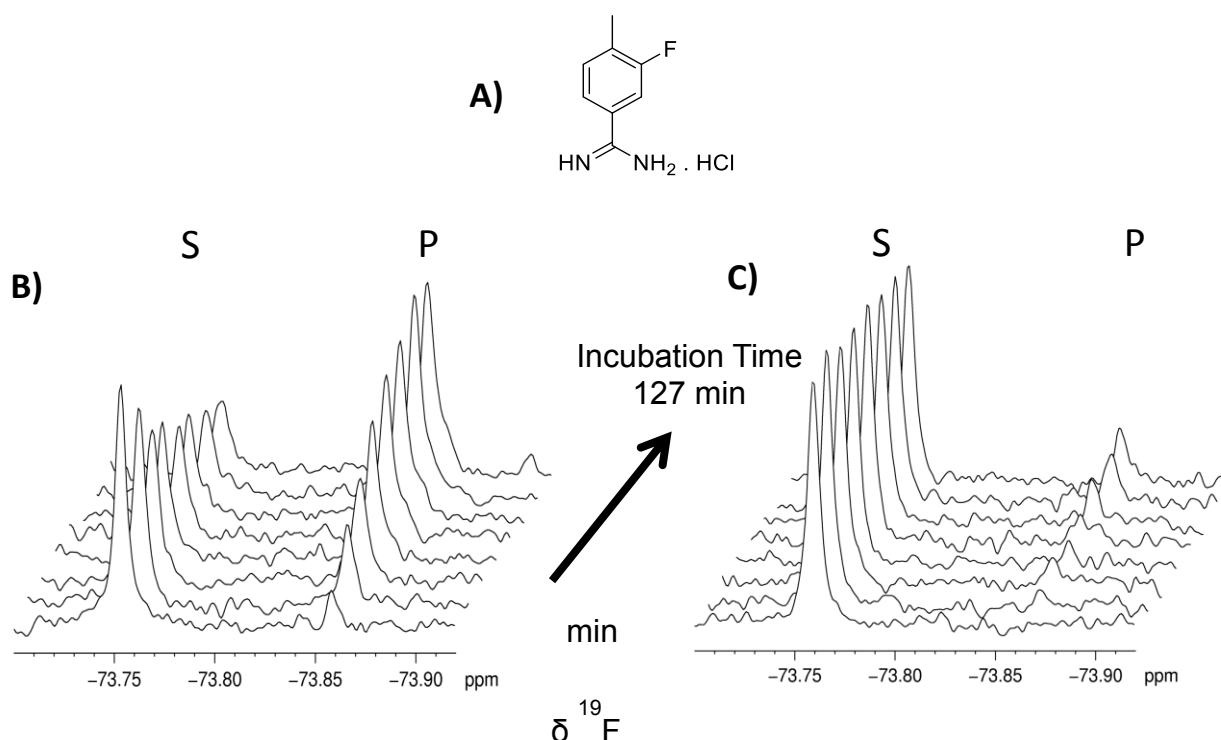 A)
F
HN
NH₂ . HCl
S
P
S
P
B)
C)
Incubation Time
127 min
min
−73.75
−73.80
−73.85
−73.90
ppm
−73.75
−73.80
−73.85
−73.90
ppm
δ ¹⁹F